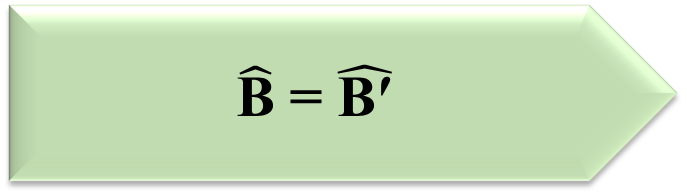 B̂ = B̂′